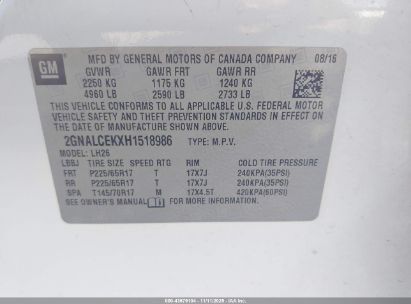 MFD BY GENERAL MOTORS OF CANADA COMPANY 08/16
GM
GVWR GAWR FRT GAWR RR
2250 KG 1175 KG 1240 KG
4960 LB 2590 LB 2733 LB
THIS VEHICLE CONFORMS TO ALL APPLICABLE U.S. FEDERAL MOTOR
VEHICLE SAFETY, BUMPER, AND THEFT PREVENTION STANDARDS
IN EFFECT ON THE DATE OF MANUFACTURE SHOWN ABOVE.
2GNALCEKXH1518986 TYPE: M.P.V.
MODEL: LH26
LBBJ TIRE SIZE SPEED RTG RIM COLD TIRE PRESSURE
FRT P225/65R17 T 17X7J 240KPA(35PSI)
RR P225/65R17 T 17X7J 240KPA(35PSI)
SPA T145/70R17 M 17X4.5T 420KPA(60PSI)
SEE OWNER'S MANUAL FOR MORE INFORMATION.